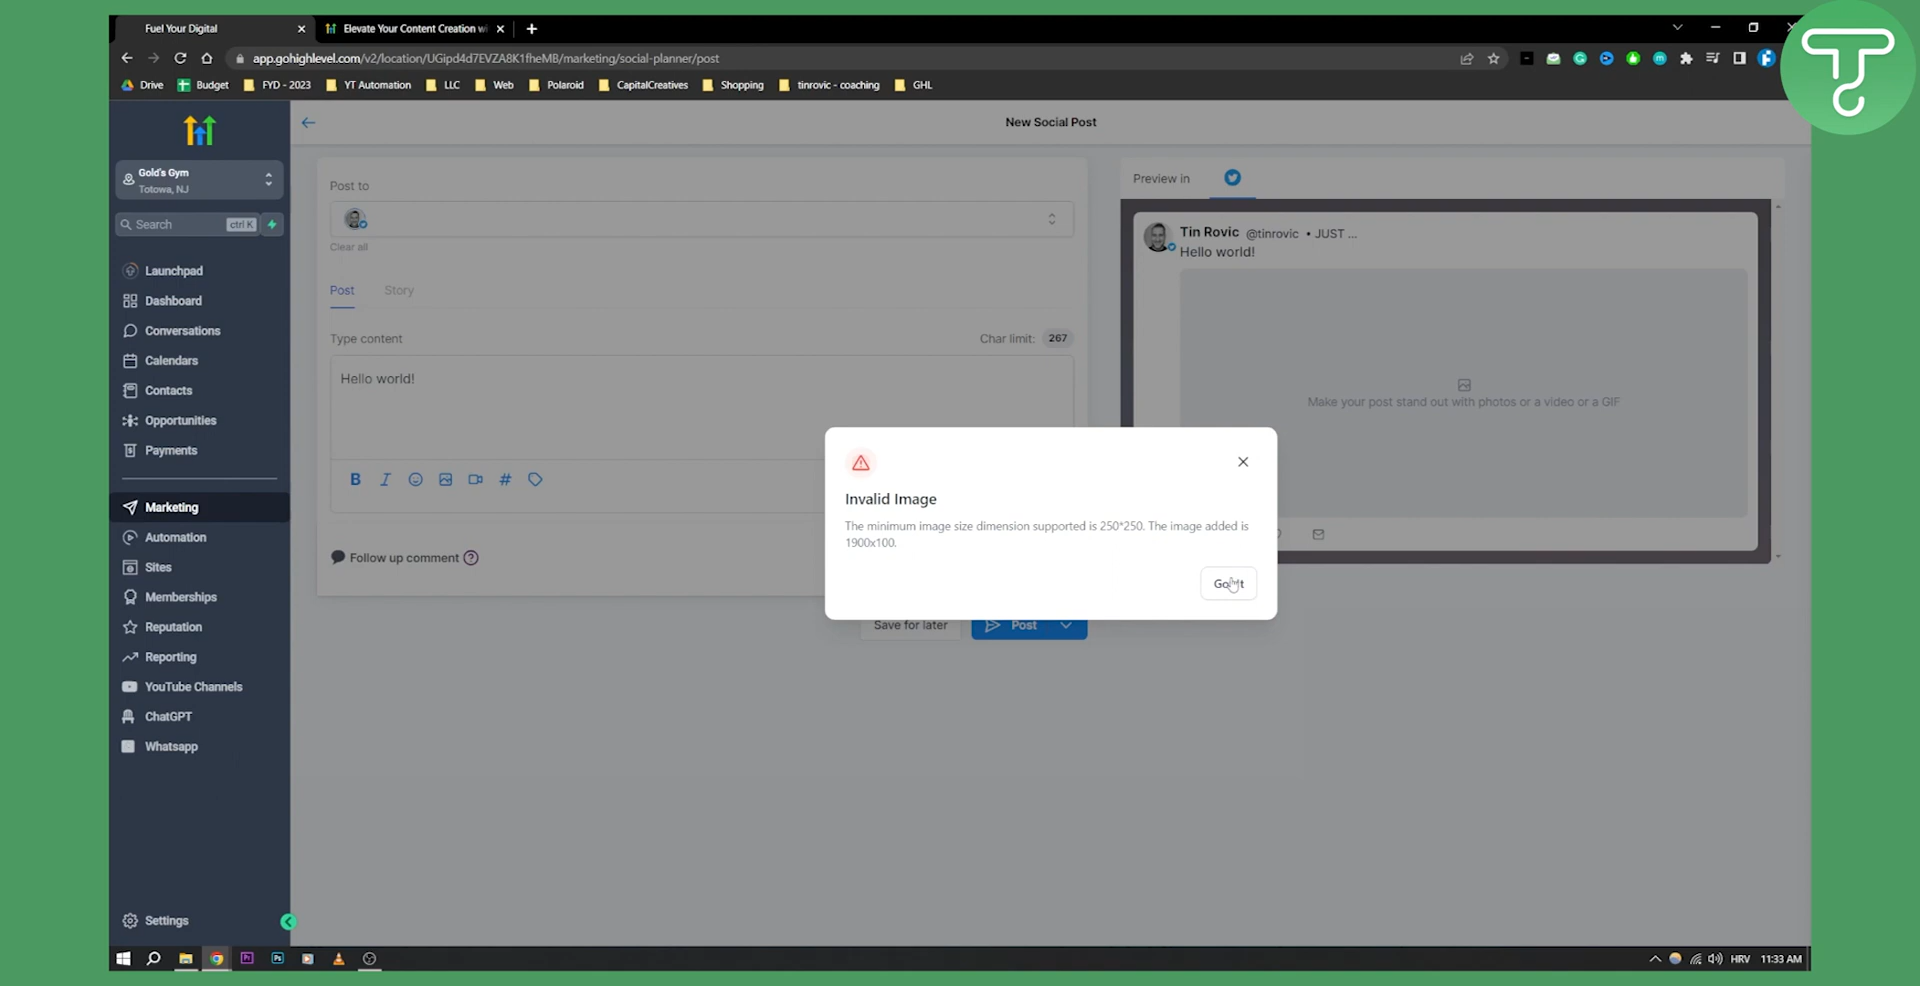 Fuel Your Digital
Elevate Your Content Creation wi
app.gohighlevel.com/v2/location/UGipd4d7EVZA8K1fheMB/marketing/social-planner/post
Drive
Budget
FYD - 2023
YT Automation
LLC
Web
Polaroid
CapitalCreatives
Shopping
tinrovic - coaching
GHL
Gold's Gym
Totowa, NJ
Search
ctrl K
Launchpad
Dashboard
Conversations
Calendars
Contacts
Opportunities
Payments
Marketing
Automation
Sites
Memberships
Reputation
Reporting
YouTube Channels
ChatGPT
Whatsapp
Settings
New Social Post
Post to
Clear all
Post
Story
Type content
Char limit: 267
Hello world!
B I
#
Follow up comment
Save for later
Post
Preview in
Tin Rovic @tinrovic • JUST ...
Hello world!
Make your post stand out with photos or a video or a GIF
Invalid Image
The minimum image size dimension supported is 250*250. The image added is
1900x100.
HRV
11:33 AM